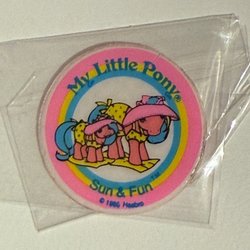 My Little Pony®
Sun & Fun
© 1986 Hasbro